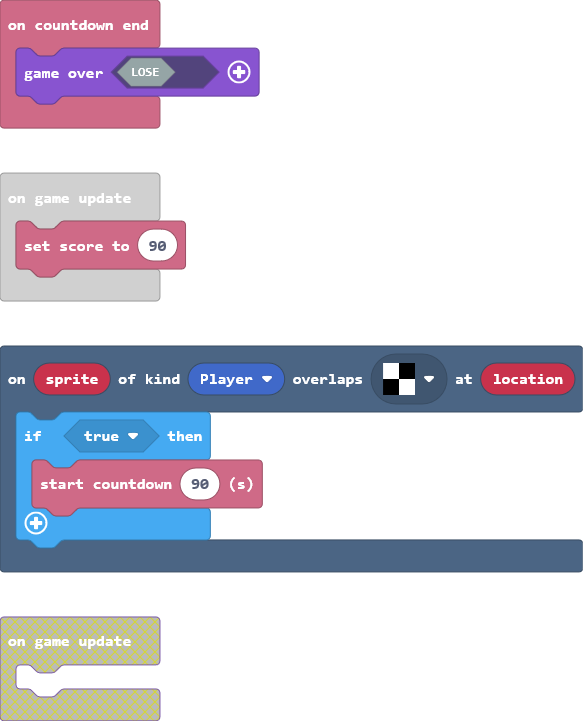 on countdown end
game over LOSE
on game update
set score to 90
on sprite of kind Player overlaps at location
if true then
start countdown 90 (s)
on game update